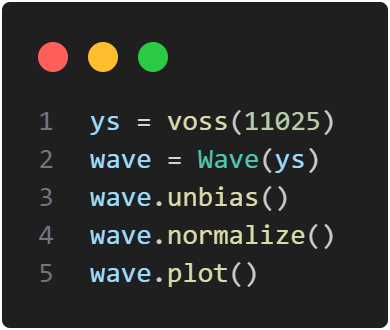 1 ys = voss(11025)
2 wave = Wave(ys)
3 wave.unbias()
4 wave.normalize()
5 wave.plot()